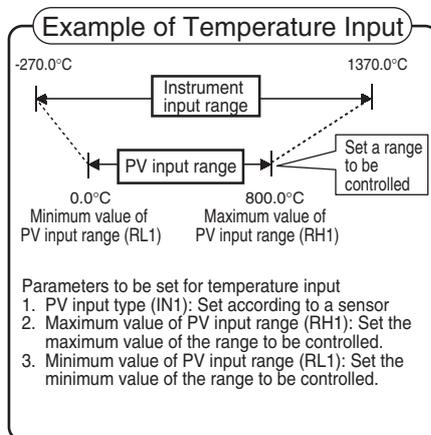 Example of Temperature Input
-270.0°C
1370.0°C
Instrument
input range
PV input range
Set a range
to be
controlled
0.0°C
Minimum value of
PV input range (RL1)
800.0°C
Maximum value of
PV input range (RH1)
Parameters to be set for temperature input
1. PV input type (IN1): Set according to a sensor
2. Maximum value of PV input range (RH1): Set the
maximum value of the range to be controlled.
3. Minimum value of PV input range (RL1): Set the
minimum value of the range to be controlled.